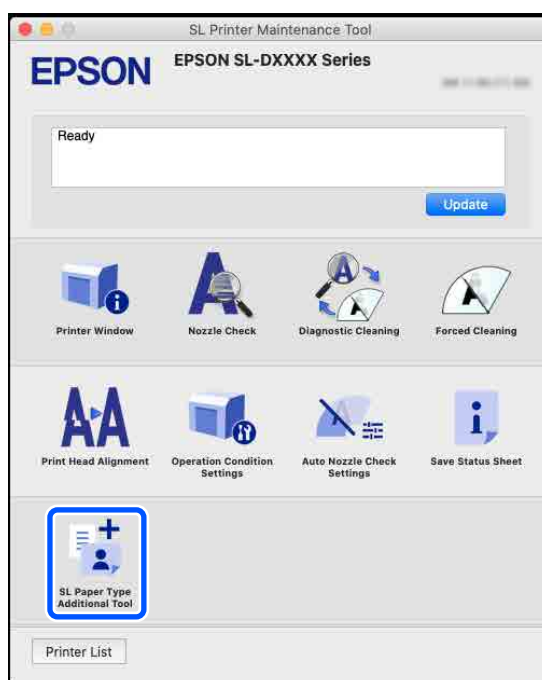 SL Printer Maintenance Tool
EPSON
EPSON SL-DXXXX Series
Ready
Update
Printer Window
Nozzle Check
Diagnostic Cleaning
Forced Cleaning
Print Head Alignment
Operation Condition
Settings
Auto Nozzle Check
Settings
Save Status Sheet
SL Paper Type
Additional Tool
Printer List